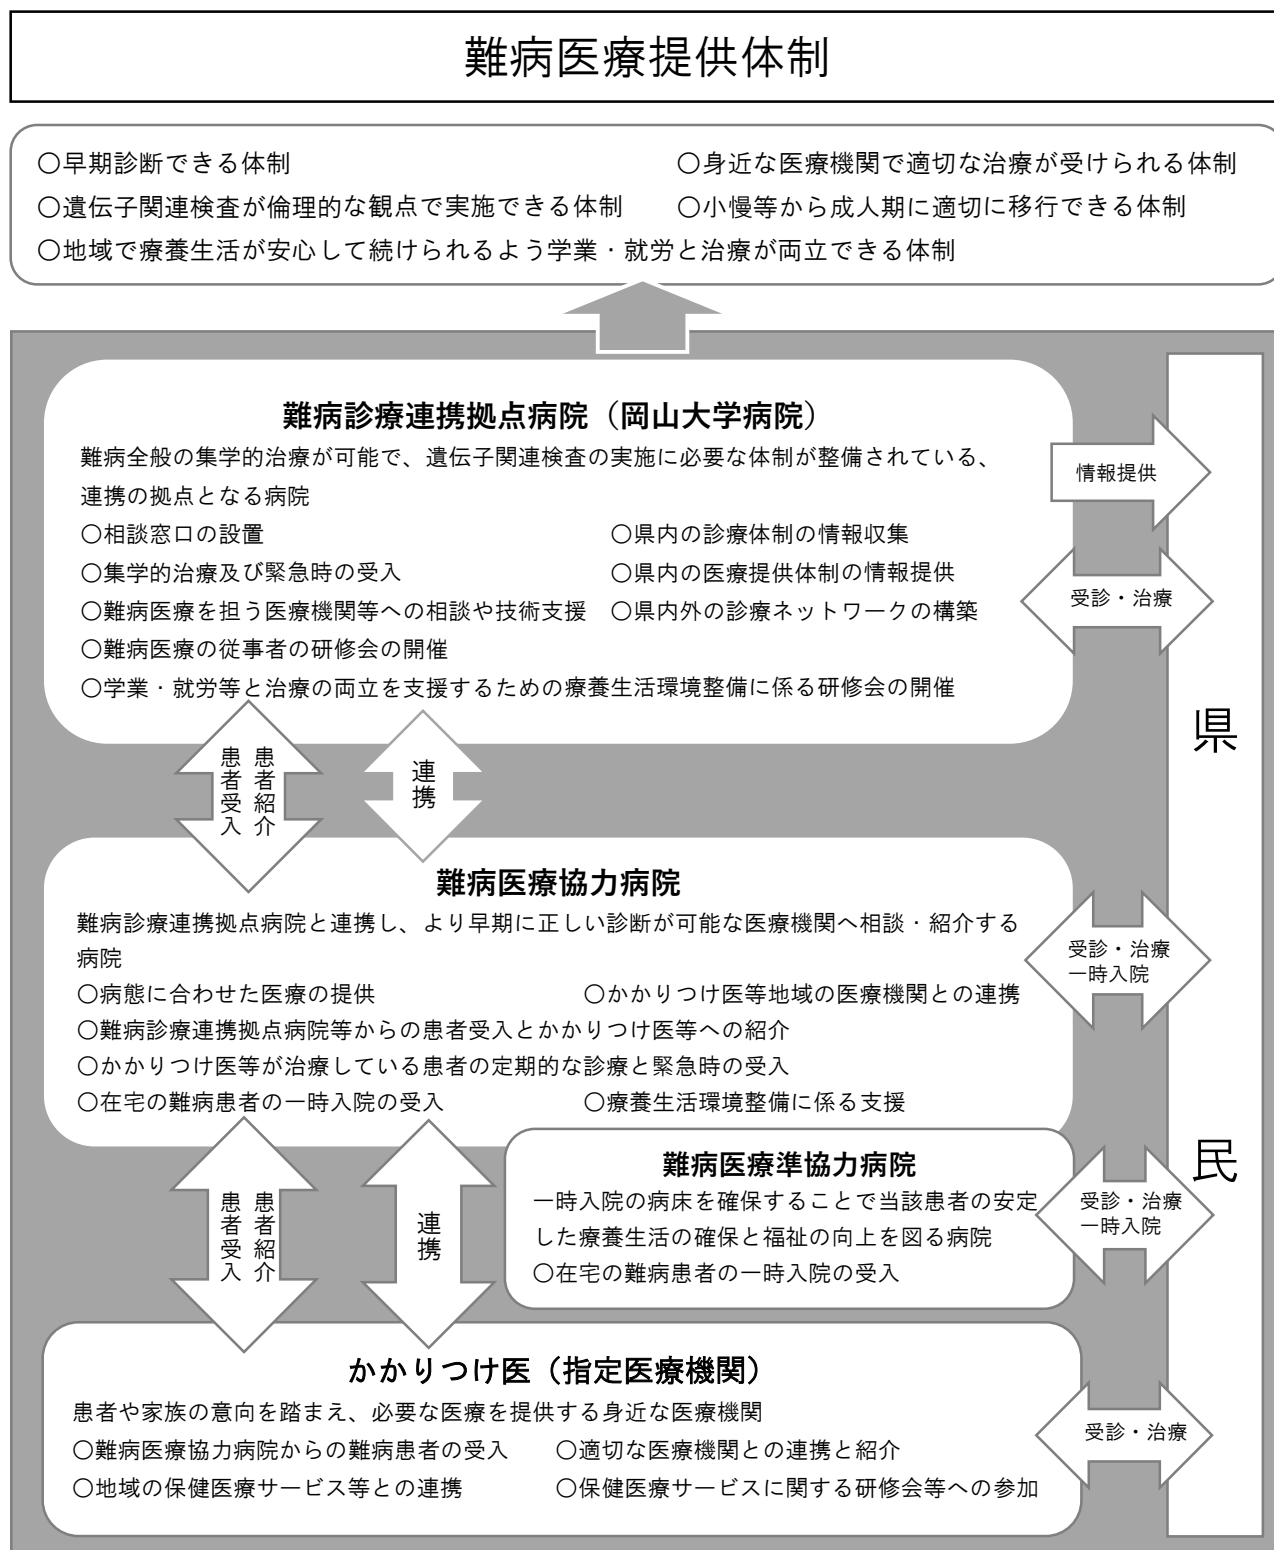 難病医療提供体制
○早期診断できる体制
○身近な医療機関で適切な治療が受けられる体制
○遺伝子関連検査が倫理的な観点で実施できる体制
○小慢等から成人期に適切に移行できる体制
○地域で療養生活が安心して続けられるよう学業・就労と治療が両立できる体制
難病診療連携拠点病院（岡山大学病院）
難病全般の集学的治療が可能で、遺伝子関連検査の実施に必要な体制が整備されている、
連携の拠点となる病院
○相談窓口の設置
○県内の診療体制の情報収集
○集学的治療及び緊急時の受入
○県内の医療提供体制の情報提供
○難病医療を担う医療機関等への相談や技術支援
○県内外の診療ネットワークの構築
○難病医療の従事者の研修会の開催
○学業・就労等と治療の両立を支援するための療養生活環境整備に係る研修会の開催
情報提供
受診・治療
県民
患者紹介
患者受入
連携
難病医療協力病院
難病診療連携拠点病院と連携し、より早期に正しい診断が可能な医療機関へ相談・紹介する
病院
○病態に合わせた医療の提供
○かかりつけ医等地域の医療機関との連携
○難病診療連携拠点病院等からの患者受入とかかりつけ医等への紹介
○かかりつけ医等が治療している患者の定期的な診療と緊急時の受入
○在宅の難病患者の一時入院の受入
○療養生活環境整備に係る支援
受診・治療
一時入院
患者紹介
患者受入
連携
難病医療準協力病院
一時入院の病床を確保することで当該患者の安定
した療養生活の確保と福祉の向上を図る病院
○在宅の難病患者の一時入院の受入
受診・治療
一時入院
かかりつけ医（指定医療機関）
患者や家族の意向を踏まえ、必要な医療を提供する身近な医療機関
○難病医療協力病院からの難病患者の受入
○適切な医療機関との連携と紹介
○地域の保健医療サービス等との連携
○保健医療サービスに関する研修会等への参加
受診・治療